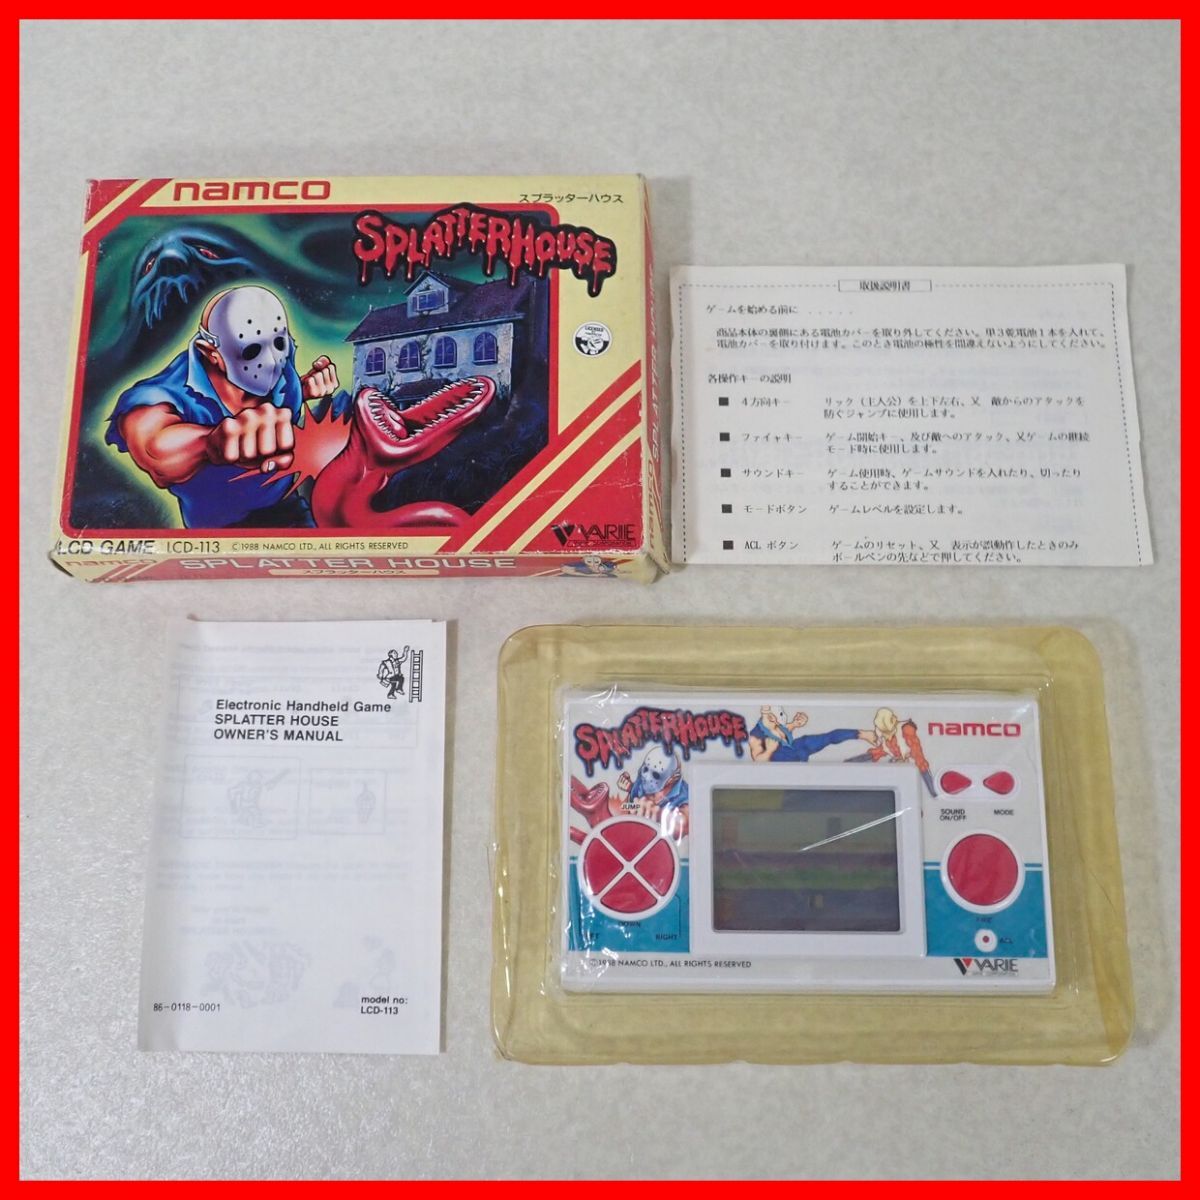 namco
スプラッターハウス
SPLATTERHOUSE
VARIE
LCD GAME LCD-113 ©1988 NAMCO LTD., ALL RIGHTS RESERVED
namco SPLATTER HOUSE
スプラッターハウス
取扱説明書
ゲームを始める前に . . . . .
商品本体の裏側にある電池カバーを取り外してください。単3乾電池1本を入れて、
電池カバーを取り付けます。このとき電池の極性を間違えないようにしてください。
各操作キーの説明
■ 4方向キー リック（主人公）を上下左右、又 敵からのアタックを
防ぐジャンプに使用します。
■ ファイヤキー ゲーム開始キー、及び敵へのアタック、又ゲームの継続
モード時に使用します。
■ サウンドキー ゲーム使用時、ゲームサウンドを入れたり、切ったり
することができます。
■ モードボタン ゲームレベルを設定します。
■ ACL ボタン ゲームのリセット、又 表示が誤動作したときのみ
ボールペンの先などで押してください。
Electronic Handheld Game
SPLATTER HOUSE
OWNER'S MANUAL
86-0118-0001
model no:
LCD-113
SPLATTERHOUSE
namco
SOUND
ON/OFF
MODE
JUMP
DOWN
RIGHT
FIRE
ACL
©1988 NAMCO LTD., ALL RIGHTS RESERVED
VARIE